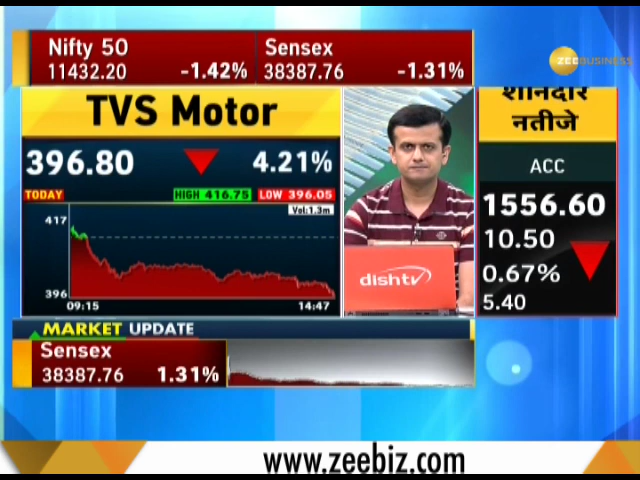 Nifty 50
11432.20 -1.42%
Sensex
38387.76 -1.31%
ZEE BUSINESS
TVS Motor
396.80 4.21%
TODAY HIGH 416.75 LOW 396.05
Vol:1.3m
417
396
09:15 14:47
dishtv
शानदार
नतीजे
ACC
1556.60
10.50
0.67%
5.40
MARKET UPDATE
Sensex
38387.76 1.31%
www.zeebiz.com